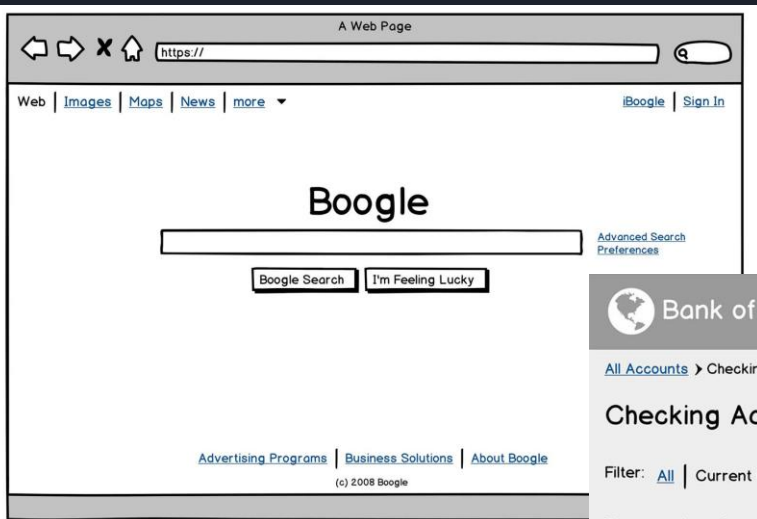 A Web Page
https://
Web | Images | Maps | News | more ▼
iBoogle | Sign In
Boogle
Advanced Search
Preferences
Boogle Search
I'm Feeling Lucky
Bank of
All Accounts > Checkin
Checking Ac
Filter: All | Current
Advertising Programs | Business Solutions | About Boogle
(c) 2008 Boogle